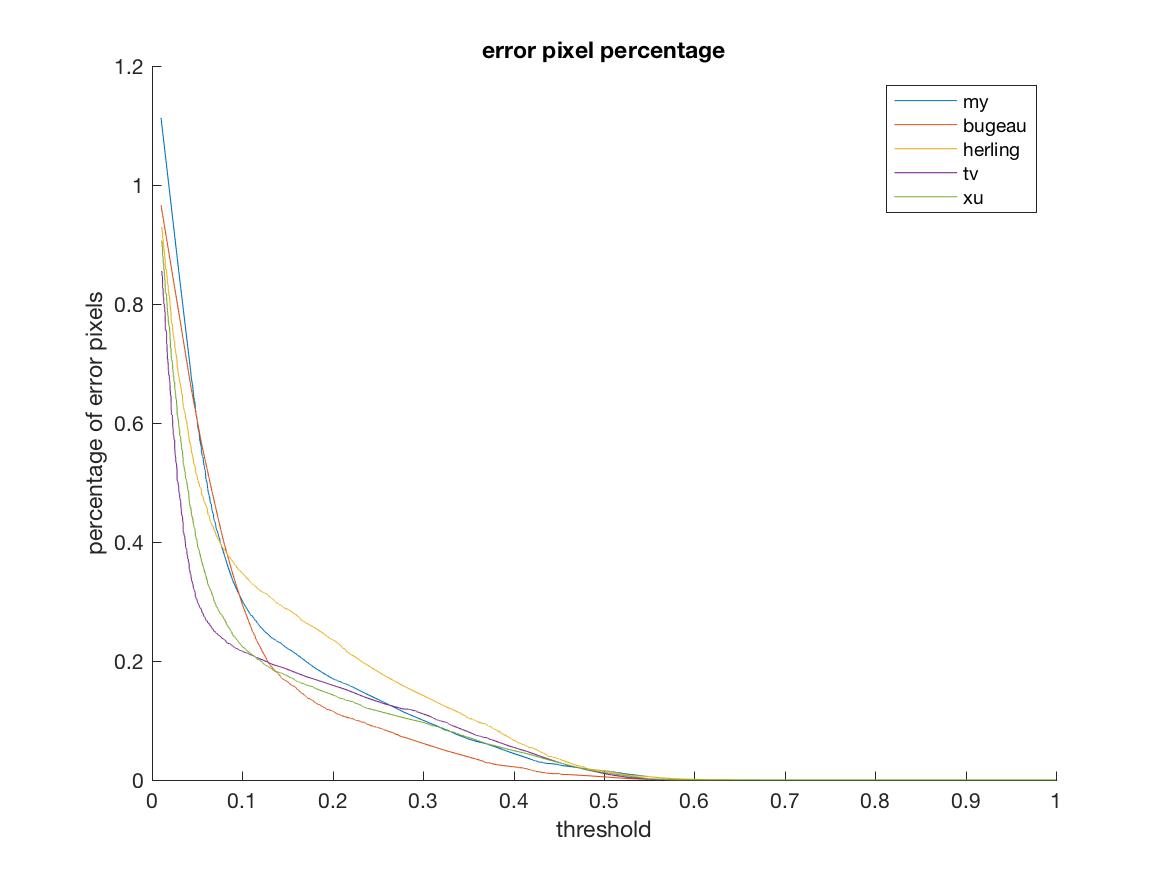 error pixel percentage
1.2
1
0.8
0.6
0.4
0.2
0
percentage of error pixels
my
bugeau
herling
tv
xu
0 0.1 0.2 0.3 0.4 0.5 0.6 0.7 0.8 0.9 1
threshold